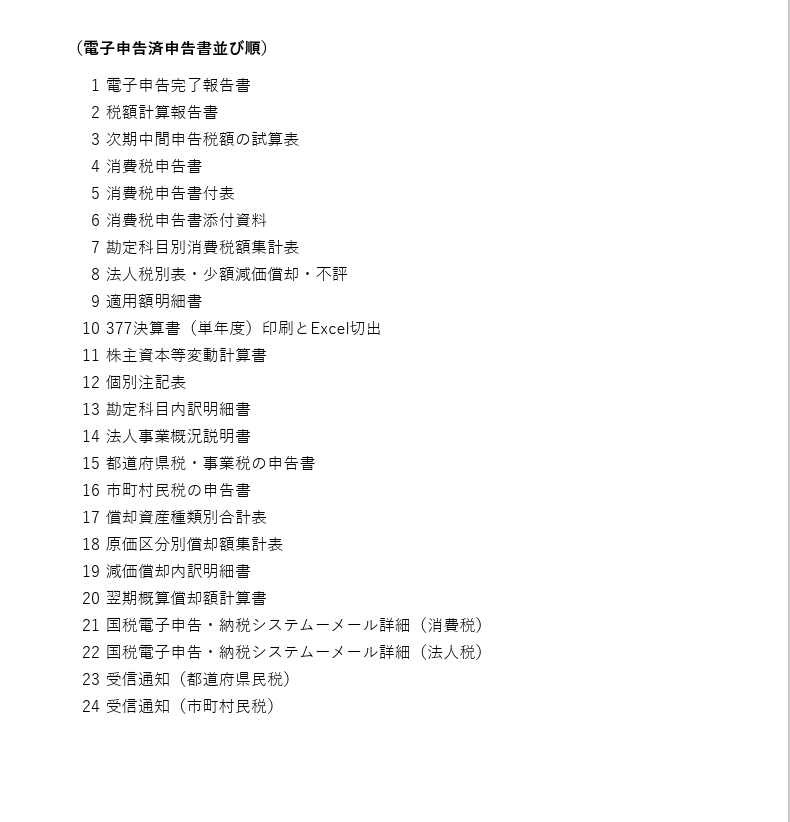 （電子申告済申告書並び順）
1 電子申告完了報告書
2 税額計算報告書
3 次期中間申告税額の試算表
4 消費税申告書
5 消費税申告書付表
6 消費税申告書添付資料
7 勘定科目別消費税額集計表
8 法人税別表・少額減価償却・不評
9 適用額明細書
10 377決算書（単年度）印刷とExcel切出
11 株主資本等変動計算書
12 個別注記表
13 勘定科目内訳明細書
14 法人事業概況説明書
15 都道府県税・事業税の申告書
16 市町村民税の申告書
17 償却資産種類別合計表
18 原価区分別償却額集計表
19 減価償却内訳明細書
20 翌期概算償却額計算書
21 国税電子申告・納税システムーメール詳細（消費税）
22 国税電子申告・納税システムーメール詳細（法人税）
23 受信通知（都道府県民税）
24 受信通知（市町村民税）